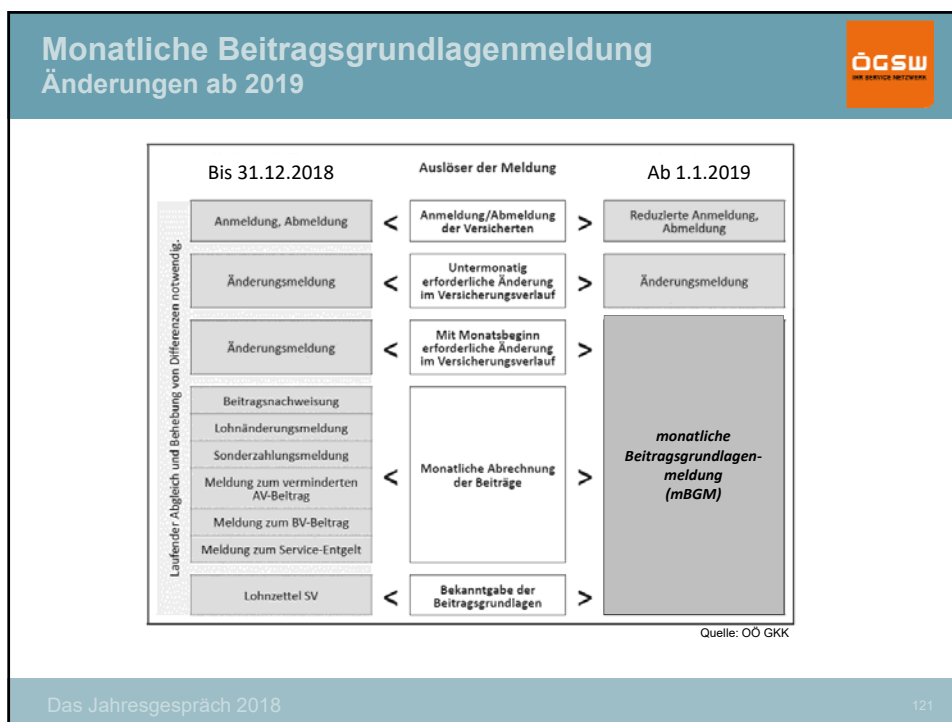 Monatliche Beitragsgrundlagenmeldung
Änderungen ab 2019
ÖGSW
IHR SERVICE NETZWERK
Bis 31.12.2018
Auslöser der Meldung
Ab 1.1.2019
Laufender Abgleich und Behebung von Differenzen notwendig.
Anmeldung, Abmeldung
<
Anmeldung/Abmeldung
der Versicherten
>
Reduzierte Anmeldung,
Abmeldung
Änderungsmeldung
<
Untermonatig
erforderliche Änderung
im Versicherungsverlauf
>
Änderungsmeldung
Änderungsmeldung
<
Mit Monatsbeginn
erforderliche Änderung
im Versicherungsverlauf
>
Beitragsnachweisung
Lohnänderungsmeldung
Sonderzahlungsmeldung
Meldung zum verminderten
AV-Beitrag
Meldung zum BV-Beitrag
Meldung zum Service-Entgelt
<
Monatliche Abrechnung
der Beiträge
>
monatliche
Beitragsgrundlagen-
meldung
(mBGM)
Lohnzettel SV
<
Bekanntgabe der
Beitragsgrundlagen
>
Quelle: OÖ GKK
Das Jahresgespräch 2018
121